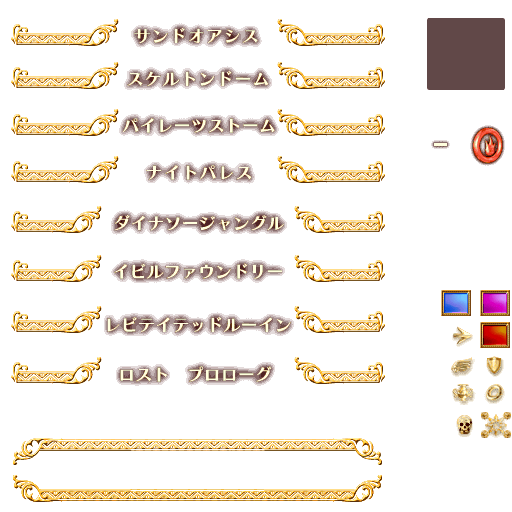 サンドオアシス
スケルトンドーム
パイレーツストーム
ナイトパレス
ダイナソージャングル
イビルファウンドリー
レビテイテッドルーイン
ロスト　プロローグ